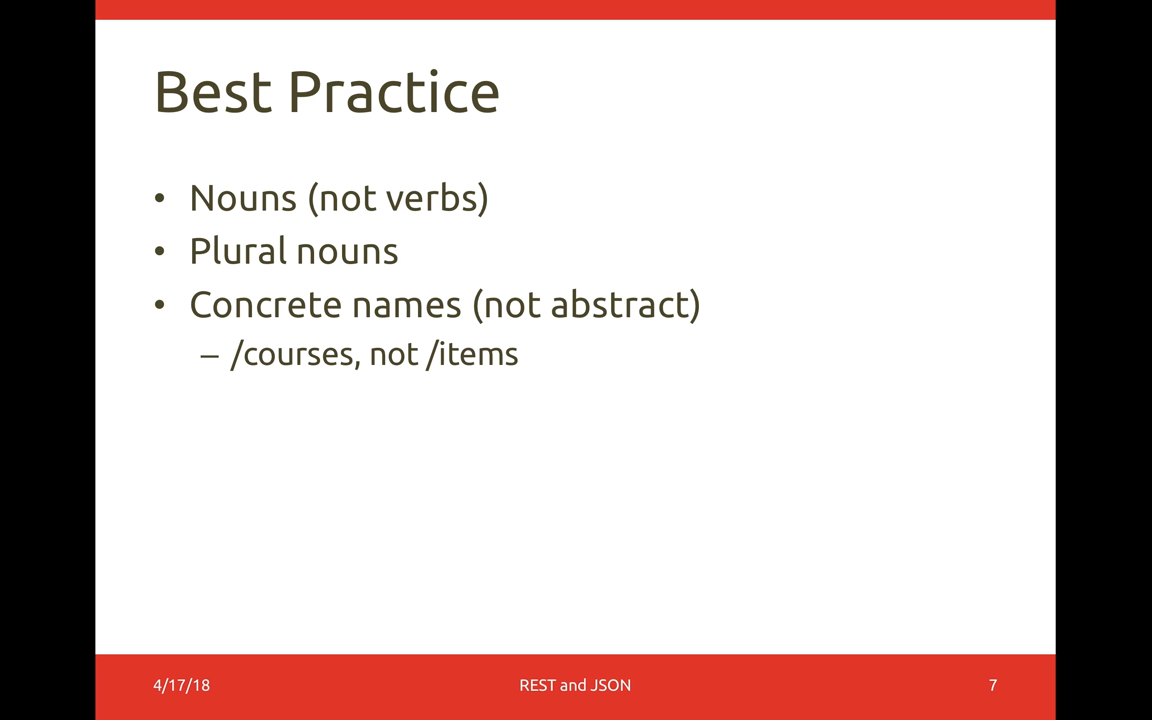 Best Practice
• Nouns (not verbs)
• Plural nouns
• Concrete names (not abstract)
– /courses, not /items
4/17/18
REST and JSON
7